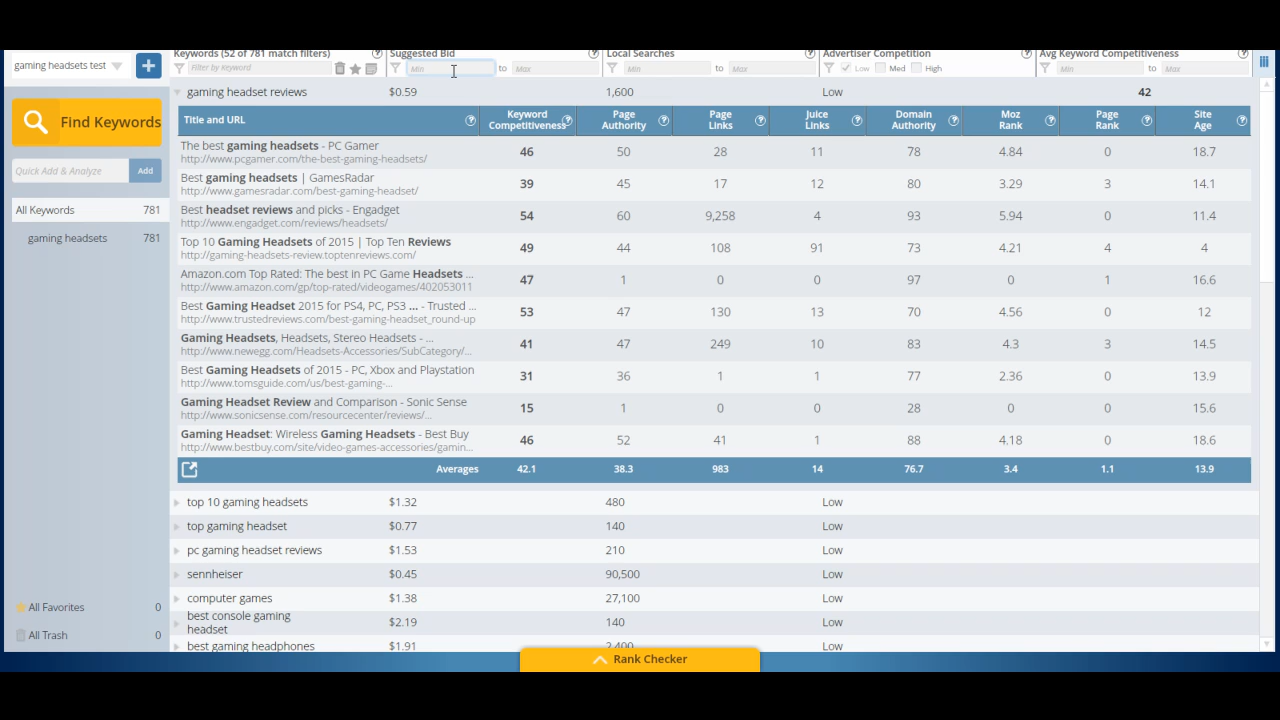 gaming headsets test
Keywords (52 of 781 match filters) Suggested Bid Local Searches Advertiser Competition Avg Keyword Competitiveness
Filter by Keyword Min to Max Min to Max Low Med High Min to Max
Find Keywords
Quick Add & Analyze Add
All Keywords 781
gaming headsets 781
All Favorites 0
All Trash 0
gaming headset reviews $0.59 1,600 Low 42
Title and URL Keyword Competitiveness Page Authority Page Links Juice Links Domain Authority Moz Rank Page Rank Site Age
The best gaming headsets - PC Gamer 46 50 28 11 78 4.84 0 18.7
http://www.pcgamer.com/the-best-gaming-headsets/
Best gaming headsets | GamesRadar 39 45 17 12 80 3.29 3 14.1
http://www.gamesradar.com/best-gaming-headset/
Best headset reviews and picks - Engadget 54 60 9,258 4 93 5.94 0 11.4
http://www.engadget.com/reviews/headsets/
Top 10 Gaming Headsets of 2015 | Top Ten Reviews 49 44 108 91 73 4.21 4 4
http://gaming-headsets-review.toptenreviews.com/
Amazon.com Top Rated: The best in PC Game Headsets ... 47 1 0 0 97 0 1 16.6
http://www.amazon.com/gp/top-rated/videogames/402053011
Best Gaming Headset 2015 for PS4, PC, PS3 ... - Trusted ... 53 47 130 13 70 4.56 0 12
http://www.trustedreviews.com/best-gaming-headset_round-up
Gaming Headsets, Headsets, Stereo Headsets - ... 41 47 249 10 83 4.3 3 14.5
http://www.newegg.com/Headsets-Accessories/SubCategory/...
Best Gaming Headsets of 2015 - PC, Xbox and Playstation 31 36 1 1 77 2.36 0 13.9
http://www.tomsguide.com/us/best-gaming-...
Gaming Headset Review and Comparison - Sonic Sense 15 1 0 0 28 0 0 15.6
http://www.sonicsense.com/resourcecenter/reviews/...
Gaming Headset: Wireless Gaming Headsets - Best Buy 46 52 41 1 88 4.18 0 18.6
http://www.bestbuy.com/site/video-games-accessories/gamin...
Averages 42.1 38.3 983 14 76.7 3.4 1.1 13.9
top 10 gaming headsets $1.32 480 Low
top gaming headset $0.77 140 Low
pc gaming headset reviews $1.53 210 Low
sennheiser $0.45 90,500 Low
computer games $1.38 27,100 Low
best console gaming headset $2.19 140 Low
best gaming headphones $1.91 2,400 Low
Rank Checker